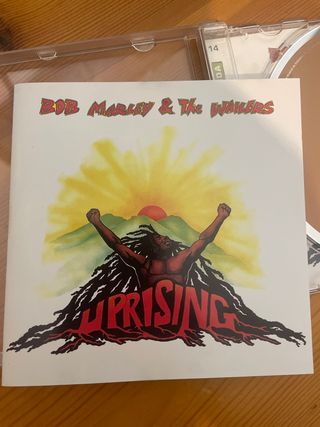 14
BOB MARLEY & THE WAILERS
UPRISING